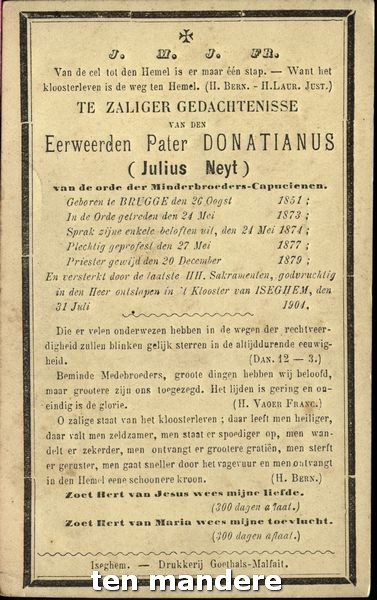 J. M. J. FR.
Van de cel tot den Hemel is er maar één stap. — Want het
kloosterleven is de weg ten Hemel. (H. BERN. - H. LAUR. JUST.)
TE ZALIGER GEDACHTENISSE
VAN DEN
Eerweerden Pater DONATIANUS
(Julius Neyt)
van de orde der Minderbroeders-Capucienen.
Geboren te BRUGGE den 26 Oogst 1851 ;
In de Orde getreden den 24 Mei 1873 ;
Sprak zijne enkele beloften uit, den 24 Mei 1874 ;
Plechtig geprofest den 27 Mei 1877 ;
Priester gewijd den 20 December 1879 ;
En versterkt door de laatste HH. Sakramenten, godvruchtig
in den Heer ontslapen in 't Klooster van ISEGHEM, den
31 Juli 1904.
Die er velen onderwezen hebben in de wegen der rechtveer-
digheid zullen blinken gelijk sterren in de altijddurende eeuwig-
heid. (DAN. 12 — 3.)
Beminde Medebroeders, groote dingen hebben wij beloofd,
maar grootere zijn ons toegezegd. Het lijden is gering en on-
eindig is de glorie. (H. VADER FRANC.)
O zalige staat van het kloosterleven ; daar leeft men heiliger,
daar valt men zeldzamer, men staat er spoediger op, men wan-
delt er zekerder, men ontvangt er grootere gratiën, men sterft
er geruster, men gaat sneller door het vagevuur en men ontvangt
in den Hemel eene schoonere kroon. (H. BERN.)
Zoet Hert van Jesus wees mijne liefde.
(300 dagen aflaat.)
Zoet Hert van Maria wees mijne toevlucht.
(300 dagen aflaat.)
Iseghem. — Drukkerij Goethals-Malfait.
ten mandere